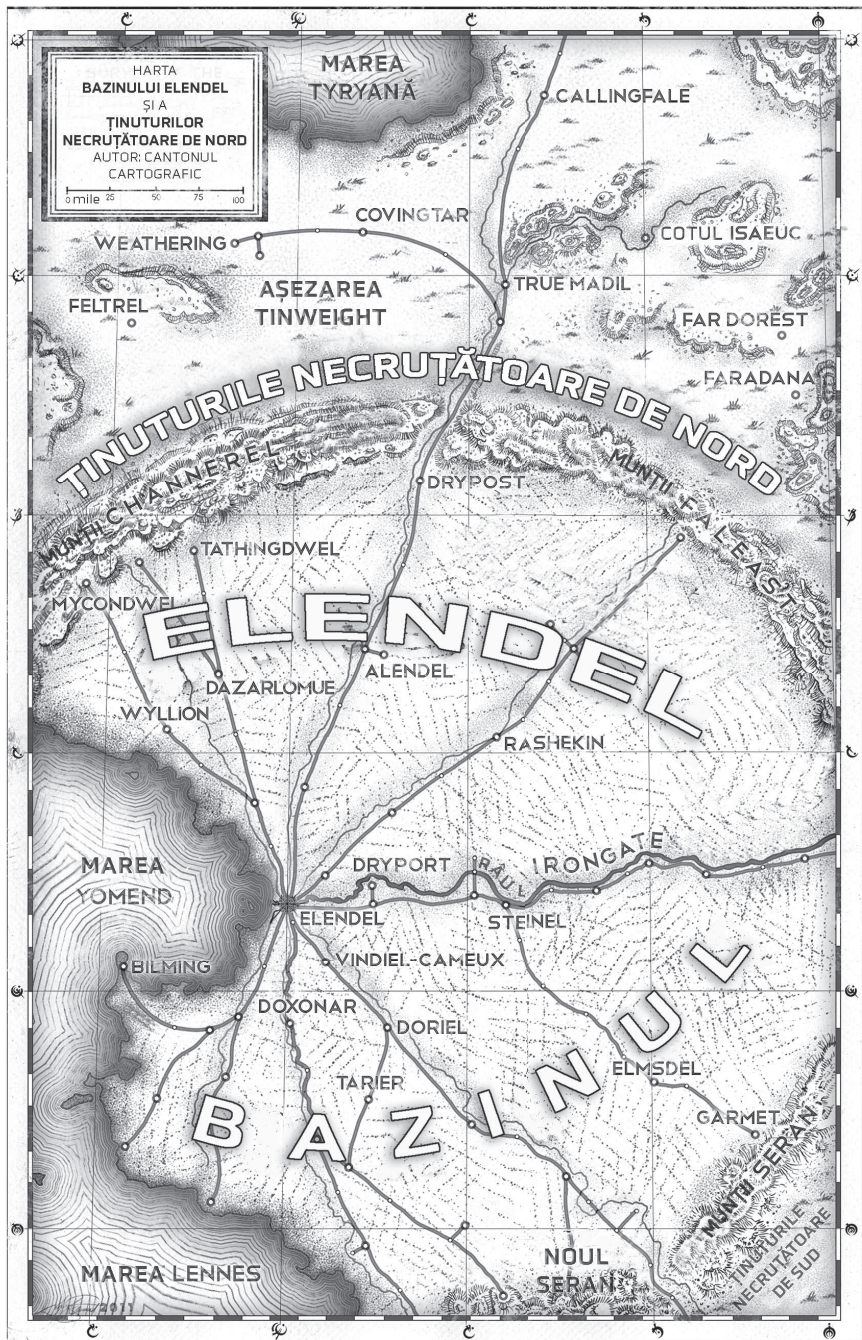 HARTA
BAZINULUI ELENDEL
ȘI A
ȚINUTURILOR
NECRUȚĂTOARE DE NORD
AUTOR: CANTONUL
CARTOGRAFIC
0 mile 25 50 75 100
MAREA
TYRYANĂ
CALLINGFALE
COVINGTAR
WEATHERING
COTUL ISAEUC
AȘEZAREA
TINWEIGHT
TRUE MADIL
FELTREL
FAR DOREST
FARADANA
ȚINUTURILE NECRUȚĂTOARE DE NORD
MUNȚII CHANNEREL
MUNȚII FALEAST
DRYPOST
TATHINGDWEL
MYCONDWEL
ELENDEL
ALENDEL
DAZARLOMUE
WYLLION
RASHEKIN
MAREA
YOMEND
DRYPORT
RÂUL IRONGATE
ELENDEL
STEINEL
BILMING
VINDIEL-CAMEUX
DOXONAR
DORIEL
ELMSDEL
TARIER
GARMET
BAZINUL
MUNȚII SERAN
ȚINUTURILE
NECRUȚĂTOARE
DE SUD
NOUL
SERAN
MAREA LENNES
2011